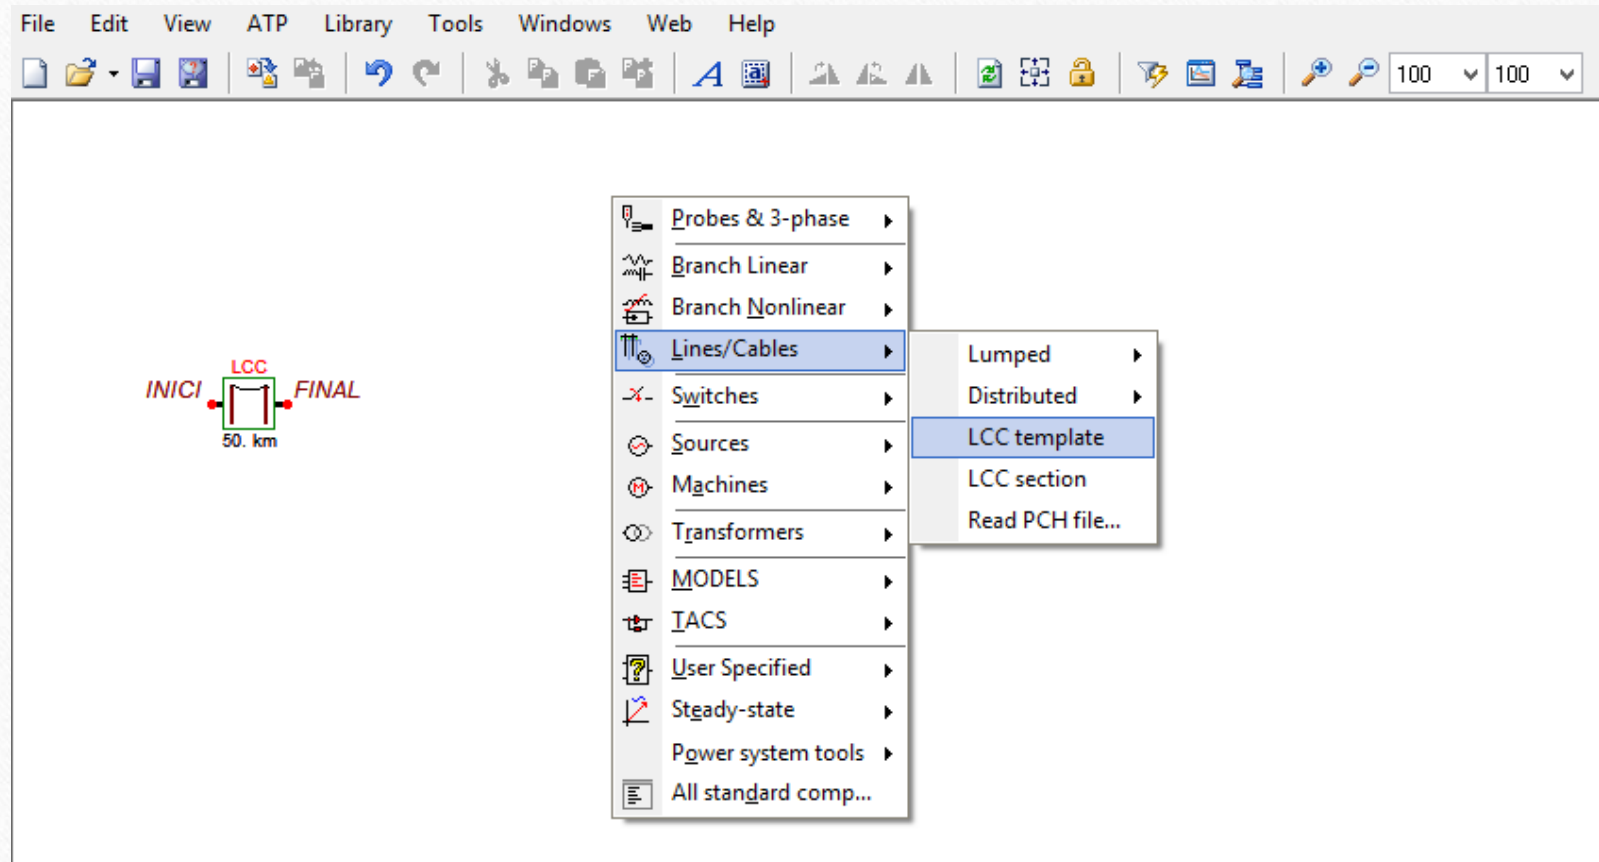 File Edit View ATP Library Tools Windows Web Help
100 100
Probes & 3-phase
Branch Linear
Branch Nonlinear
Lines/Cables
Switches
Sources
Machines
Transformers
MODELS
TACS
User Specified
Steady-state
Power system tools
All standard comp...
Lumped
Distributed
LCC template
LCC section
Read PCH file...
LCC
INICI FINAL
50. km